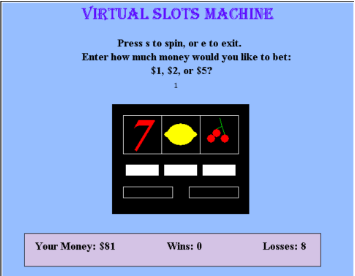 VIRTUAL SLOTS MACHINE
Press s to spin, or e to exit.
Enter how much money would you like to bet:
$1, $2, or $5?
1
7
Your Money: $81 Wins: 0 Losses: 8